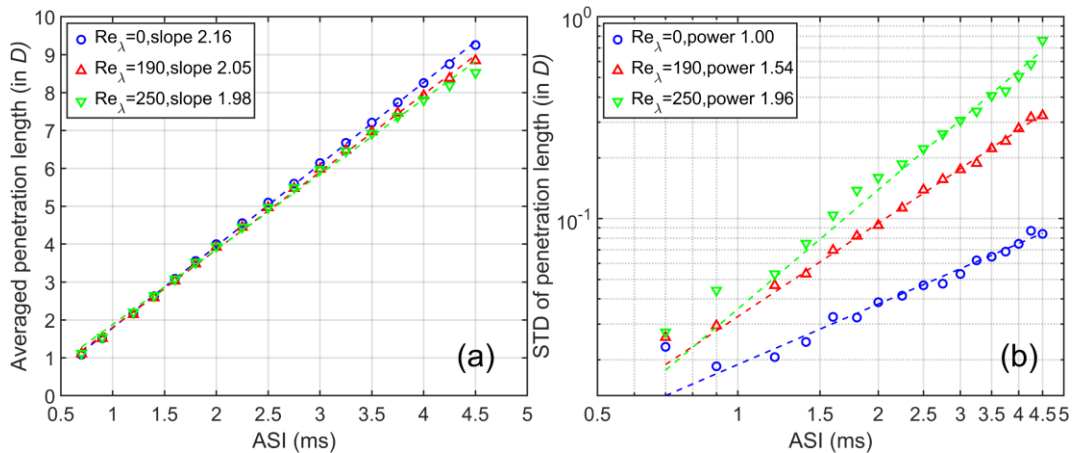 Averaged penetration length (in D)
10
9
8
7
6
5
4
3
2
1
0
Re_λ=0,slope 2.16
Re_λ=190,slope 2.05
Re_λ=250,slope 1.98
(a)
0.5 1 1.5 2 2.5 3 3.5 4 4.5 5
ASI (ms)
STD of penetration length (in D)
10^0
10^-1
Re_λ=0,power 1.00
Re_λ=190,power 1.54
Re_λ=250,power 1.96
(b)
0.5 1 1.5 2 2.5 3 3.5 4 4.5 5
ASI (ms)